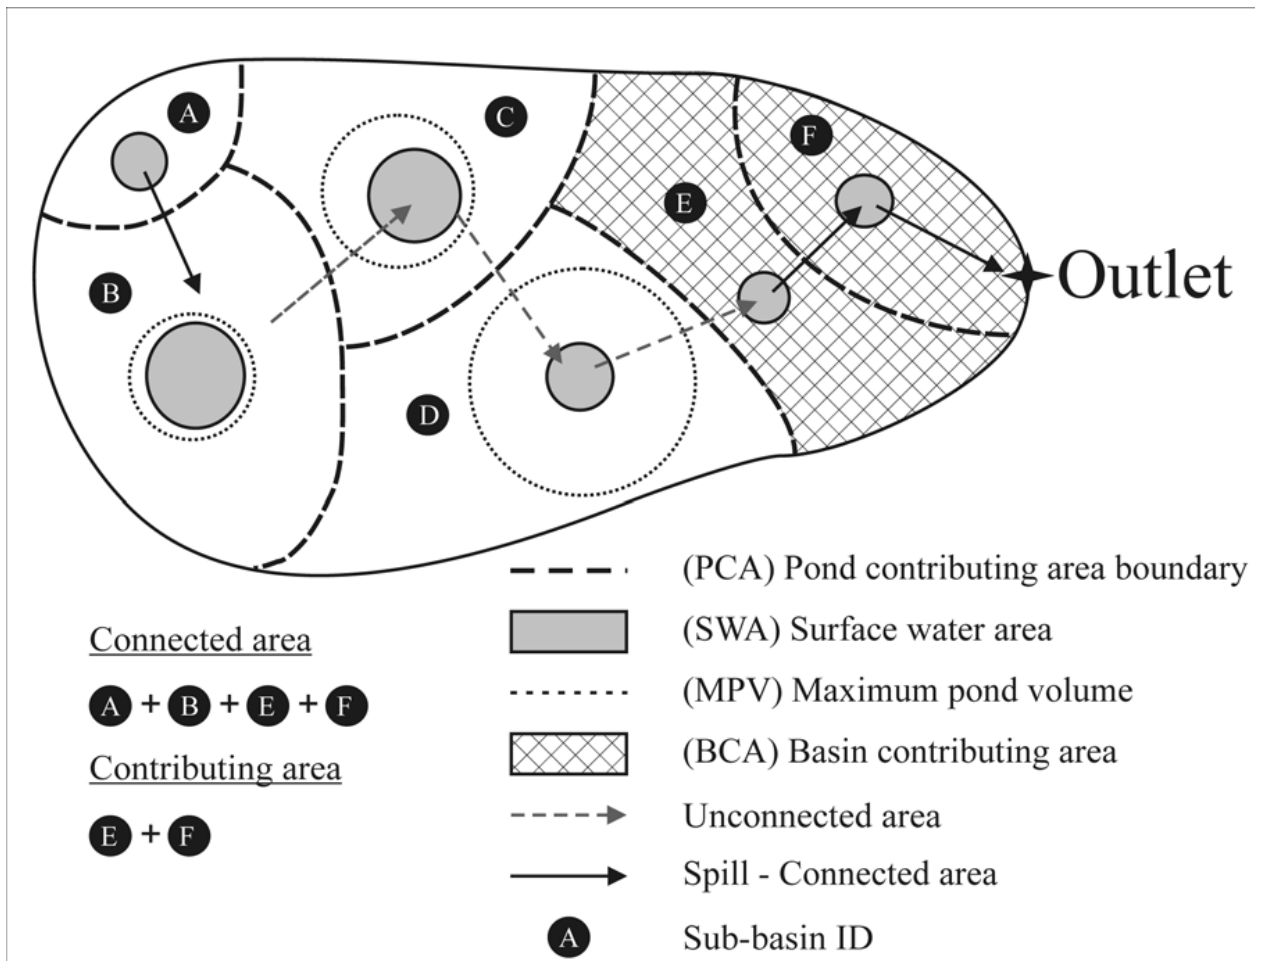 A
C
F
E
B
Outlet
D
(PCA) Pond contributing area boundary
(SWA) Surface water area
(MPV) Maximum pond volume
(BCA) Basin contributing area
Unconnected area
Spill - Connected area
A Sub-basin ID
Connected area
A + B + E + F
Contributing area
E + F